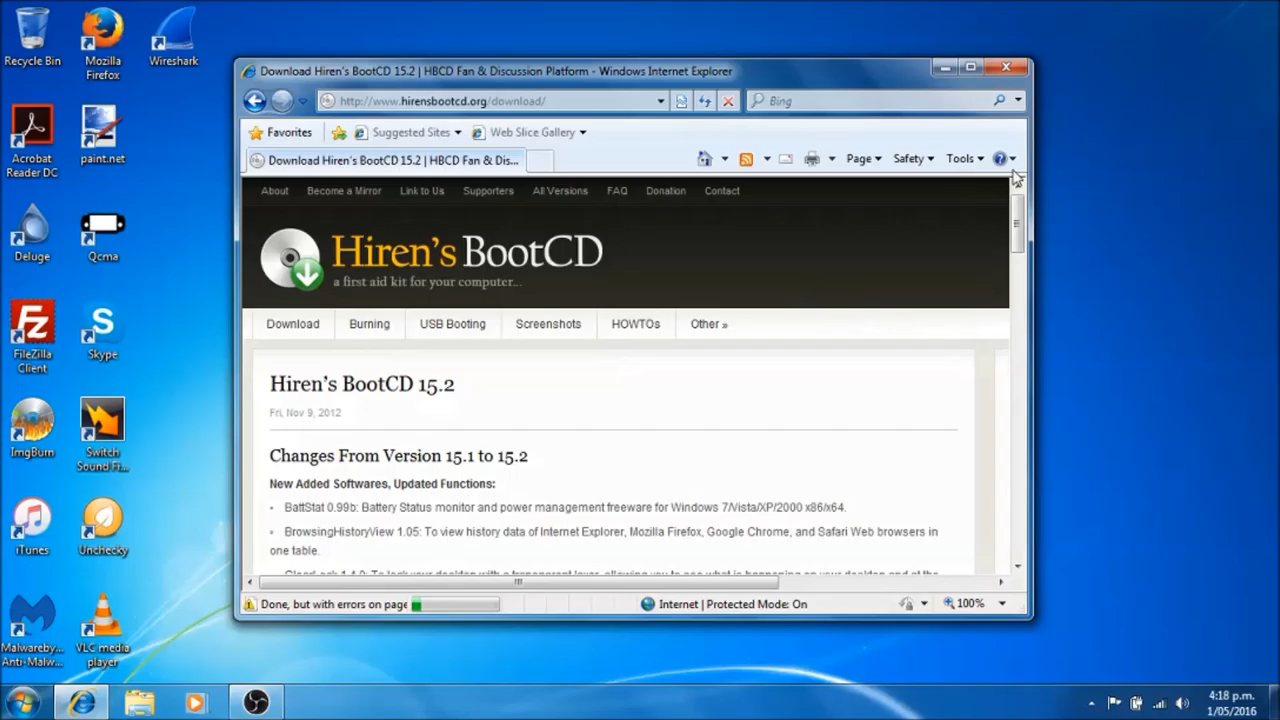 Recycle Bin
Mozilla
Firefox
Wireshark
Acrobat
Reader DC
paint.net
Deluge
Qcma
FileZilla
Client
Skype
ImgBurn
Switch
Sound Fi...
iTunes
Unchecky
Malwareby...
Anti-Malw...
VLC media
player
Download Hiren's BootCD 15.2 | HBCD Fan & Discussion Platform - Windows Internet Explorer
http://www.hirensbootcd.org/download/
Bing
Favorites
Suggested Sites
Web Slice Gallery
Download Hiren's BootCD 15.2 | HBCD Fan & Dis...
Page
Safety
Tools
About
Become a Mirror
Link to Us
Supporters
All Versions
FAQ
Donation
Contact
Hiren's BootCD
a first aid kit for your computer...
Download
Burning
USB Booting
Screenshots
HOWTOs
Other »
Hiren's BootCD 15.2
Fri, Nov 9, 2012
Changes From Version 15.1 to 15.2
New Added Softwares, Updated Functions:
• BattStat 0.99b: Battery Status monitor and power management freeware for Windows 7/Vista/XP/2000 x86/x64.
• BrowsingHistoryView 1.05: To view history data of Internet Explorer, Mozilla Firefox, Google Chrome, and Safari Web browsers in
one table.
Done, but with errors on page
Internet | Protected Mode: On
100%
4:18 p.m.
1/05/2016